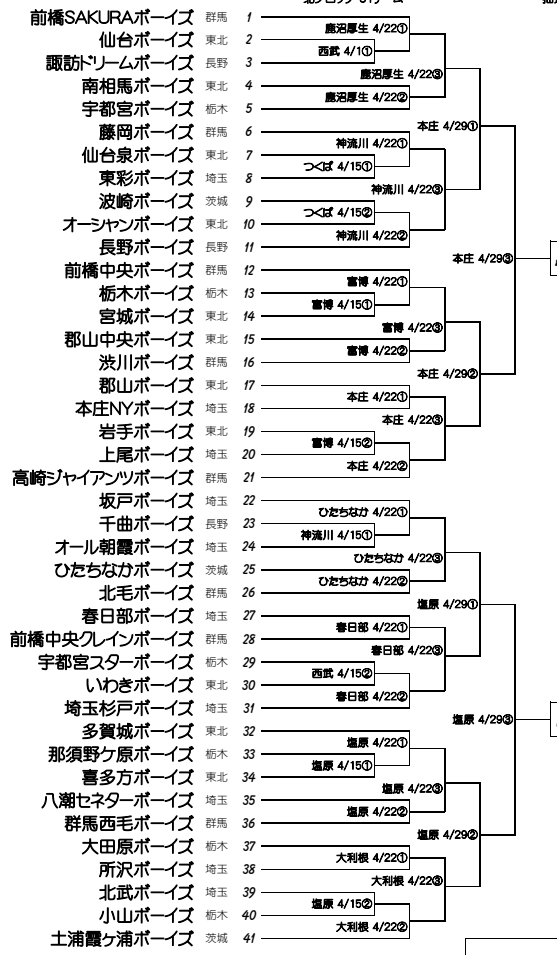 前橋SAKURAボーイズ 群馬 1
仙台ボーイズ 東北 2
諏訪ドリームボーイズ 長野 3
南相馬ボーイズ 東北 4
宇都宮ボーイズ 栃木 5
藤岡ボーイズ 群馬 6
仙台泉ボーイズ 東北 7
東彩ボーイズ 埼玉 8
波崎ボーイズ 茨城 9
オーシャンボーイズ 東北 10
長野ボーイズ 長野 11
前橋中央ボーイズ 群馬 12
栃木ボーイズ 栃木 13
宮城ボーイズ 東北 14
郡山中央ボーイズ 東北 15
渋川ボーイズ 群馬 16
郡山ボーイズ 東北 17
本庄NYボーイズ 埼玉 18
岩手ボーイズ 東北 19
上尾ボーイズ 埼玉 20
高崎ジャイアンツボーイズ 群馬 21
坂戸ボーイズ 埼玉 22
千曲ボーイズ 長野 23
オール朝霞ボーイズ 埼玉 24
ひたちなかボーイズ 茨城 25
北毛ボーイズ 群馬 26
春日部ボーイズ 埼玉 27
前橋中央クレインボーイズ 群馬 28
宇都宮スターボーイズ 栃木 29
いわきボーイズ 東北 30
埼玉杉戸ボーイズ 埼玉 31
多賀城ボーイズ 東北 32
那須野ケ原ボーイズ 栃木 33
喜多方ボーイズ 東北 34
八潮セネターボーイズ 埼玉 35
群馬西毛ボーイズ 群馬 36
大田原ボーイズ 栃木 37
所沢ボーイズ 埼玉 38
北武ボーイズ 埼玉 39
小山ボーイズ 栃木 40
土浦霞ヶ浦ボーイズ 茨城 41
鹿沼厚生 4/22①
西武 4/1①
鹿沼厚生 4/22③
鹿沼厚生 4/22②
本庄 4/29①
神流川 4/22①
つくば 4/15①
神流川 4/22③
つくば 4/15②
神流川 4/22②
本庄 4/29③
富博 4/22①
富博 4/15①
富博 4/22③
富博 4/22②
本庄 4/29②
本庄 4/22①
本庄 4/22③
富博 4/15②
本庄 4/22②
ひたちなか 4/22①
神流川 4/15①
ひたちなか 4/22③
ひたちなか 4/22②
塩原 4/29①
春日部 4/22①
春日部 4/22③
西武 4/15②
春日部 4/22②
塩原 4/29③
塩原 4/22①
塩原 4/15①
塩原 4/22③
塩原 4/22②
塩原 4/29②
大利根 4/22①
大利根 4/22③
塩原 4/15②
大利根 4/22②